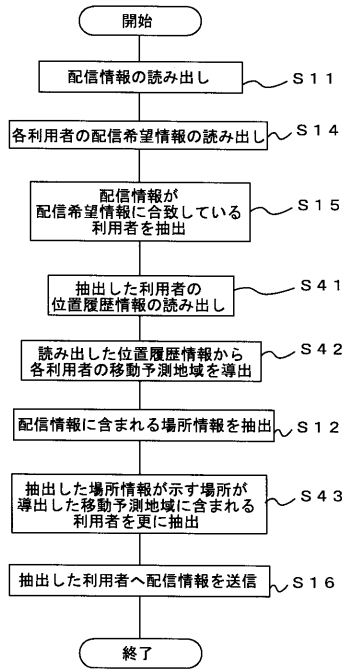 開始
配信情報の読み出し
S11
各利用者の配信希望情報の読み出し
S14
配信情報が
配信希望情報に合致している
利用者を抽出
S15
抽出した利用者の
位置履歴情報の読み出し
S41
読み出した位置履歴情報から
各利用者の移動予測地域を導出
S42
配信情報に含まれる場所情報を抽出
S12
抽出した場所情報が示す場所が
導出した移動予測地域に含まれる
利用者を更に抽出
S43
抽出した利用者へ配信情報を送信
S16
終了